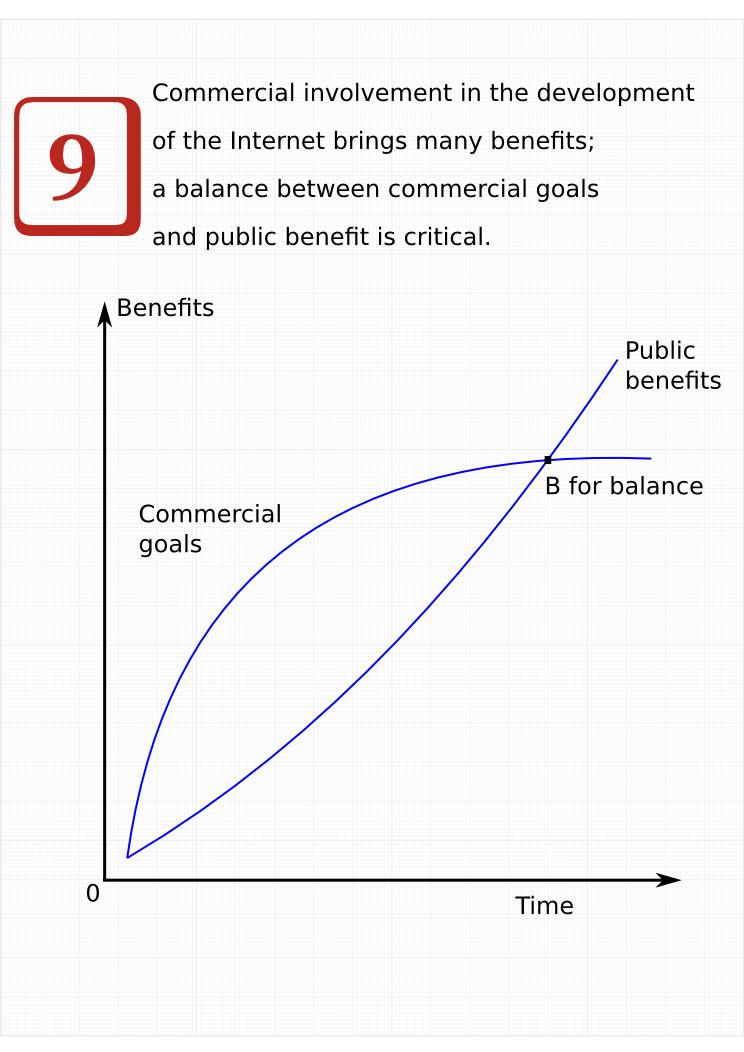 9
Commercial involvement in the development
of the Internet brings many benefits;
a balance between commercial goals
and public benefit is critical.
Benefits
Public
benefits
B for balance
Commercial
goals
0
Time